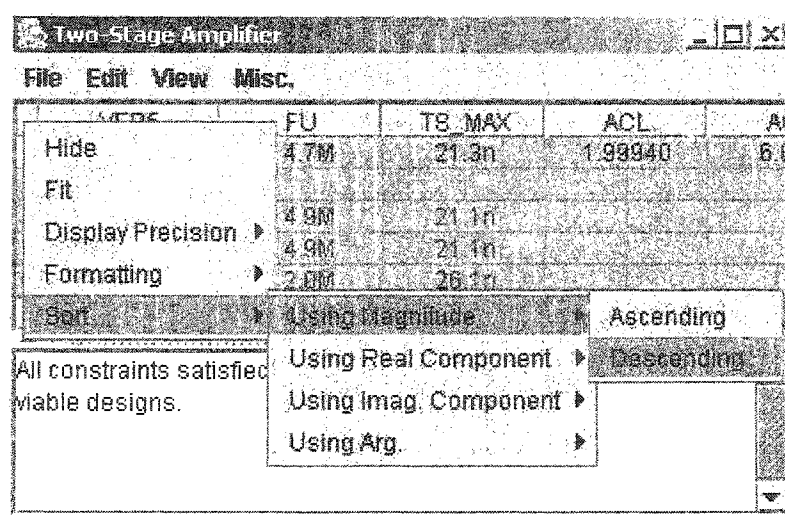 Two-Stage Amplifier
File Edit View Misc.
FU TS_MAX ACL
4.7M 21.3n 1.99940
Hide
Fit
4.9M 21.1n
Display Precision
4.9M 21.1n
Formatting
26.1n
Sort Using Magnitude Ascending
All constraints satisfied Using Real Component Descending
viable designs. Using Imag. Component
Using Arg.